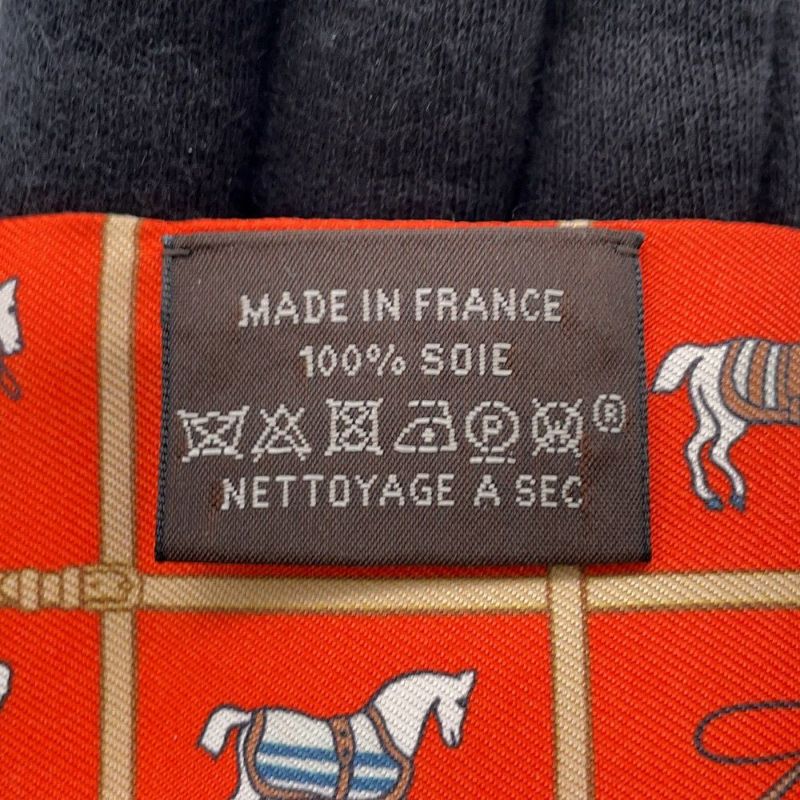 MADE IN FRANCE
100% SOIE
P W ®
NETTOYAGE A SEC